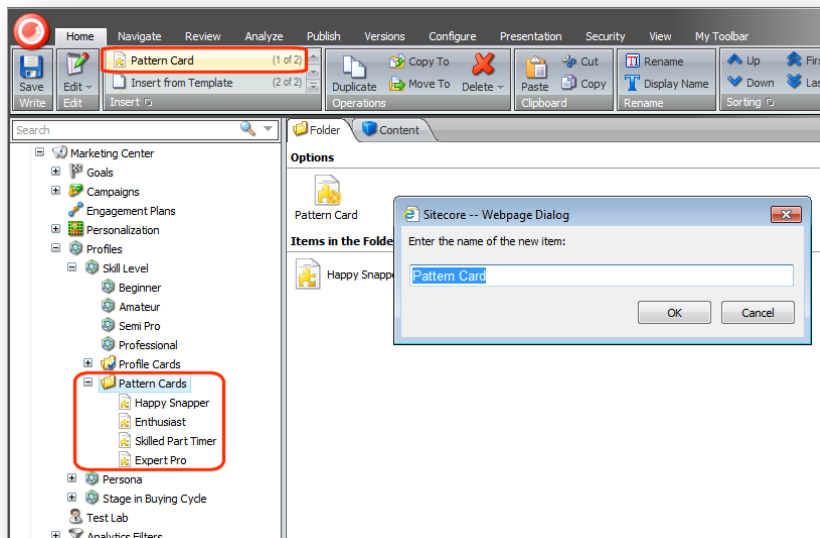 Home Navigate Review Analyze Publish Versions Configure Presentation Security View My Toolbar
Pattern Card (1 of 2)
Insert from Template (2 of 2)
Save
Write
Edit
Edit
Insert
Duplicate
Copy To
Move To
Delete
Operations
Paste
Cut
Copy
Clipboard
Rename
Display Name
Rename
Up
Down
Sorting
Search
Marketing Center
Goals
Campaigns
Engagement Plans
Personalization
Profiles
Skill Level
Beginner
Amateur
Semi Pro
Professional
Profile Cards
Pattern Cards
Happy Snapper
Enthusiast
Skilled Part Timer
Expert Pro
Persona
Stage in Buying Cycle
Test Lab
Analytics Filters
Folder Content
Options
Pattern Card
Items in the Folde
Happy Snappe
Sitecore -- Webpage Dialog
Enter the name of the new item:
Pattern Card
OK Cancel